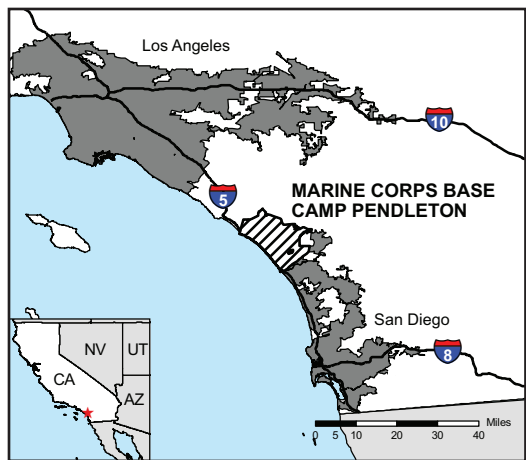 Los Angeles
10
5
MARINE CORPS BASE
CAMP PENDLETON
San Diego
8
NV
UT
CA
AZ
Miles
0 5 10 20 30 40